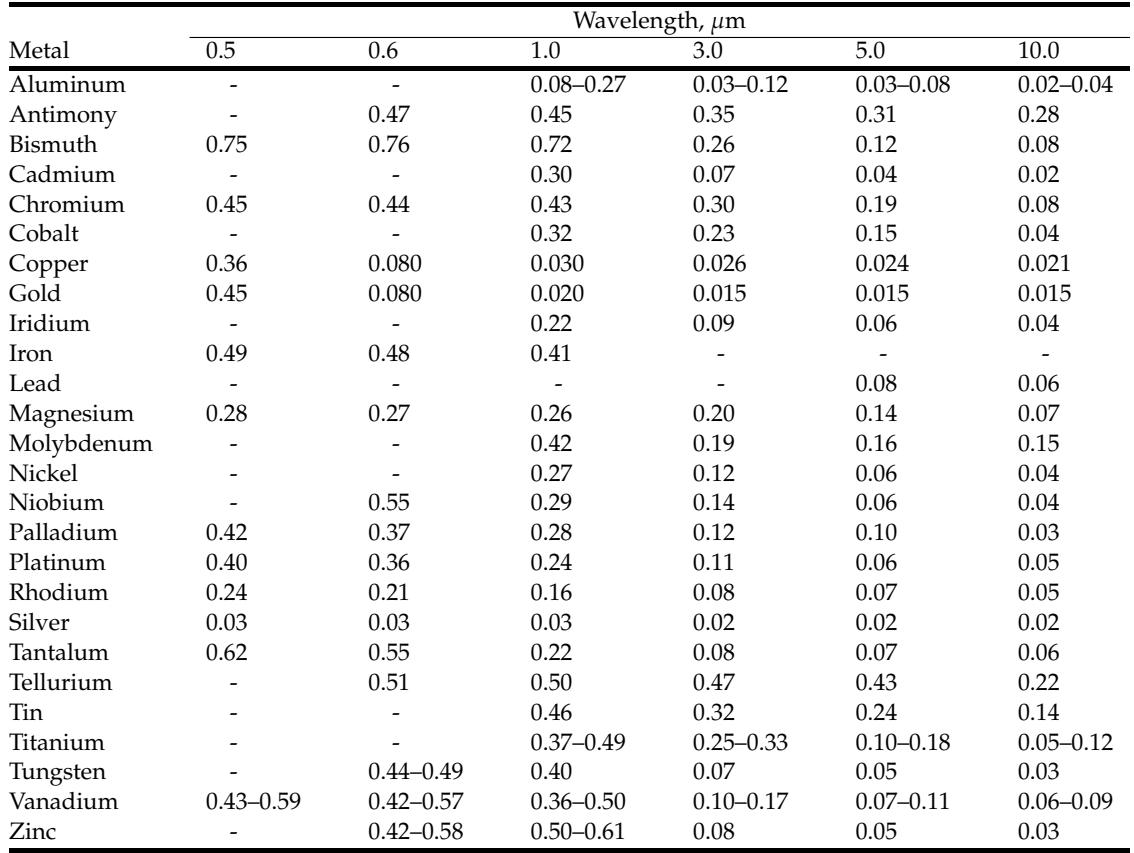 Wavelength, μm
Metal 0.5 0.6 1.0 3.0 5.0 10.0
Aluminum - - 0.08–0.27 0.03–0.12 0.03–0.08 0.02–0.04
Antimony - 0.47 0.45 0.35 0.31 0.28
Bismuth 0.75 0.76 0.72 0.26 0.12 0.08
Cadmium - - 0.30 0.07 0.04 0.02
Chromium 0.45 0.44 0.43 0.30 0.19 0.08
Cobalt - - 0.32 0.23 0.15 0.04
Copper 0.36 0.080 0.030 0.026 0.024 0.021
Gold 0.45 0.080 0.020 0.015 0.015 0.015
Iridium - - 0.22 0.09 0.06 0.04
Iron 0.49 0.48 0.41 - - -
Lead - - - - 0.08 0.06
Magnesium 0.28 0.27 0.26 0.20 0.14 0.07
Molybdenum - - 0.42 0.19 0.16 0.15
Nickel - - 0.27 0.12 0.06 0.04
Niobium - 0.55 0.29 0.14 0.06 0.04
Palladium 0.42 0.37 0.28 0.12 0.10 0.03
Platinum 0.40 0.36 0.24 0.11 0.06 0.05
Rhodium 0.24 0.21 0.16 0.08 0.07 0.05
Silver 0.03 0.03 0.03 0.02 0.02 0.02
Tantalum 0.62 0.55 0.22 0.08 0.07 0.06
Tellurium - 0.51 0.50 0.47 0.43 0.22
Tin - - 0.46 0.32 0.24 0.14
Titanium - - 0.37–0.49 0.25–0.33 0.10–0.18 0.05–0.12
Tungsten - 0.44–0.49 0.40 0.07 0.05 0.03
Vanadium 0.43–0.59 0.42–0.57 0.36–0.50 0.10–0.17 0.07–0.11 0.06–0.09
Zinc - 0.42–0.58 0.50–0.61 0.08 0.05 0.03